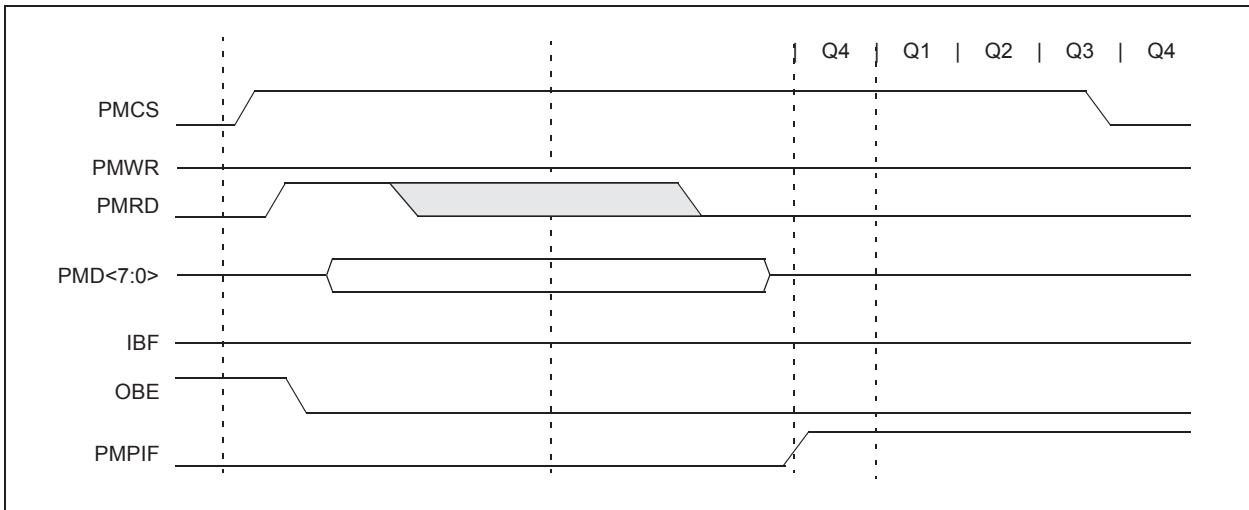 | Q4 | Q1 | Q2 | Q3 | Q4
PMCS
PMWR
PMRD
PMD<7:0>
IBF
OBE
PMPIF